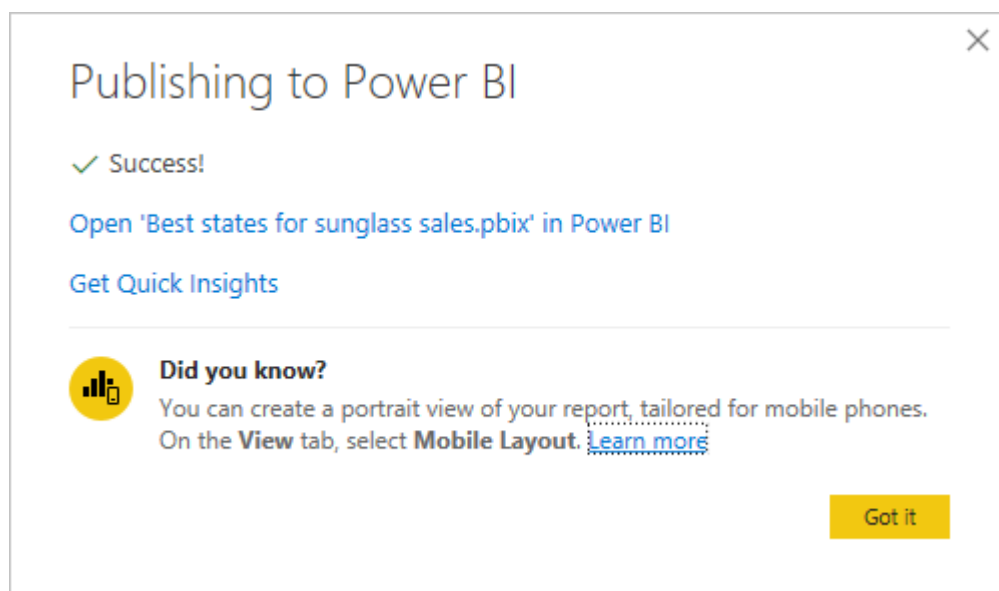 Publishing to Power BI
Success!
Open 'Best states for sunglass sales.pbix' in Power BI
Get Quick Insights
Did you know?
You can create a portrait view of your report, tailored for mobile phones.
On the View tab, select Mobile Layout. Learn more
Got it